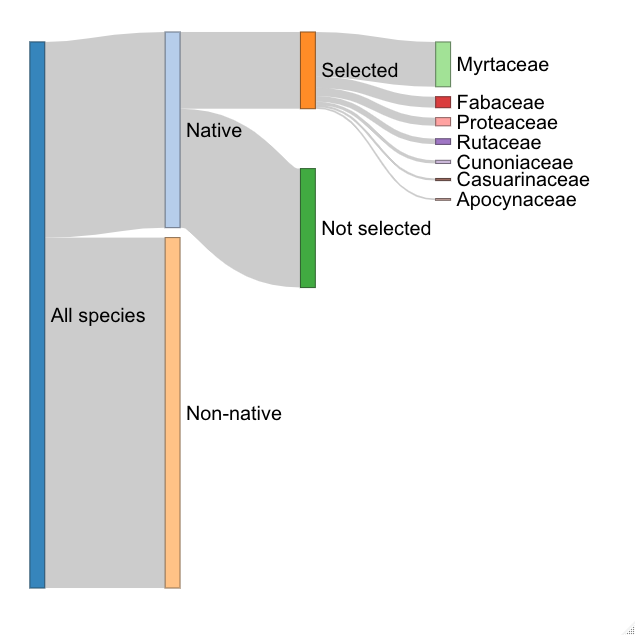 Selected
Myrtaceae
Fabaceae
Proteaceae
Native
Rutaceae
Cunoniaceae
Casuarinaceae
Apocynaceae
Not selected
All species
Non-native